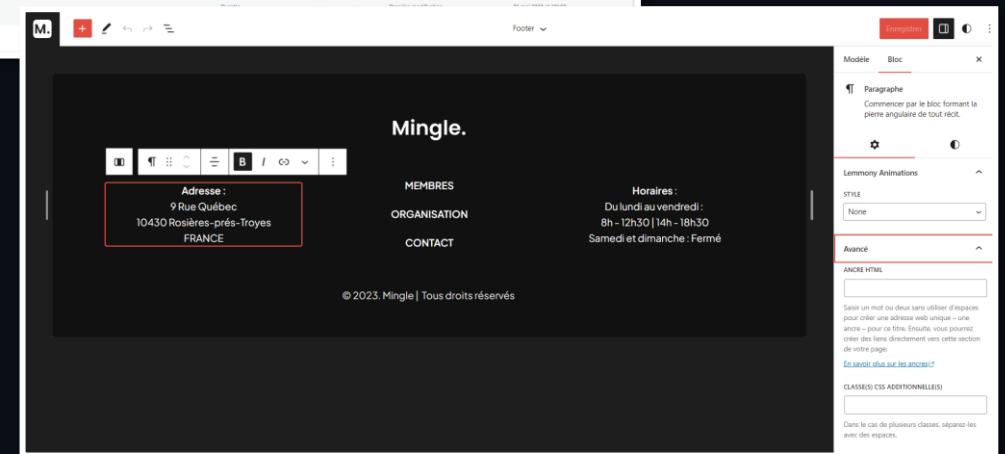 M.
Footer
Enregistrer
Modèle
Bloc
Paragraphe
Commencer par le bloc formant la
pierre angulaire de tout récit.
Lemmony Animations
STYLE
None
Avancé
ANCRE HTML
Saisir un mot ou deux sans utiliser d'espaces
pour créer une adresse web unique – une
ancre – pour ce titre. Ensuite, vous pourrez
créer des liens directement vers cette section
de votre page.
En savoir plus sur les ancres
CLASSE(S) CSS ADDITIONNELLE(S)
Dans le cas de plusieurs classes, séparez-les
avec des espaces.
Mingle.
B
I
Adresse :
9 Rue Québec
10430 Rosières-prés-Troyes
FRANCE
MEMBRES
ORGANISATION
CONTACT
Horaires :
Du lundi au vendredi :
8h - 12h30 | 14h - 18h30
Samedi et dimanche : Fermé
© 2023. Mingle | Tous droits réservés